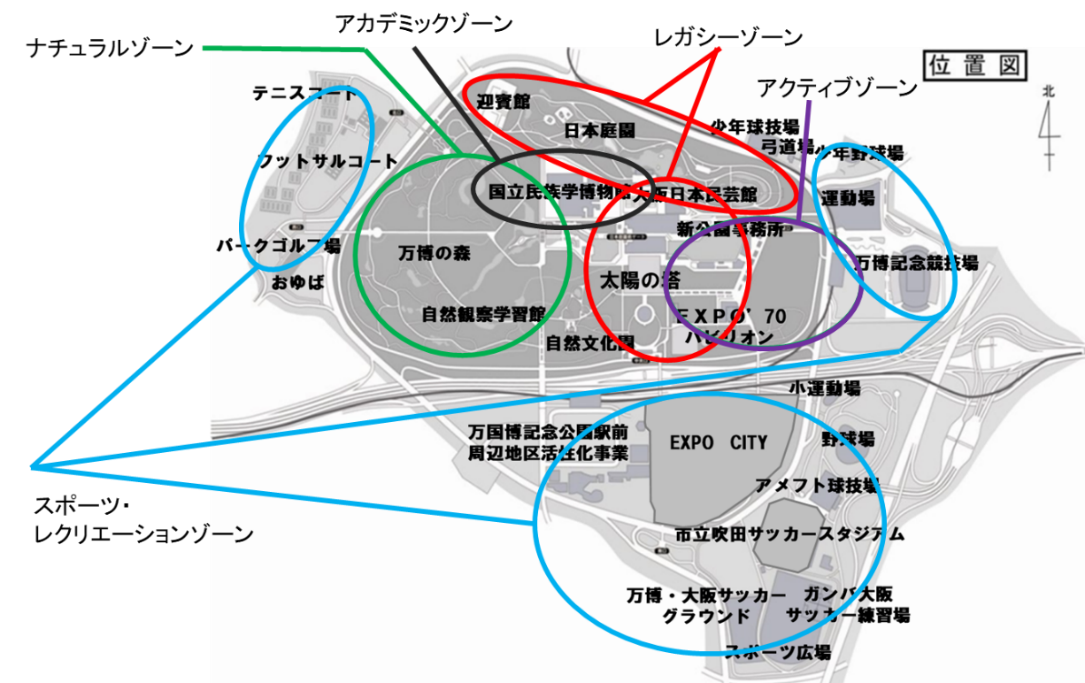 アカデミックゾーン
ナチュラルゾーン
レガシーゾーン
位置図
アクティブゾーン
北
テニスコート
迎賓館
日本庭園
少年球技場
弓道場
少年野球場
フットサルコート
国立民族学博物館
大阪日本民芸館
運動場
新公園事務所
パークゴルフ場
万博の森
万博記念競技場
おゆば
太陽の塔
自然観察学習館
EXPO'70
パビリオン
自然文化園
小運動場
万国博記念公園駅前
周辺地区活性化事業
EXPO CITY
野球場
アメフト球技場
スポーツ・
レクリエーションゾーン
市立吹田サッカースタジアム
万博・大阪サッカー
グラウンド
ガンバ大阪
サッカー練習場
スポーツ広場